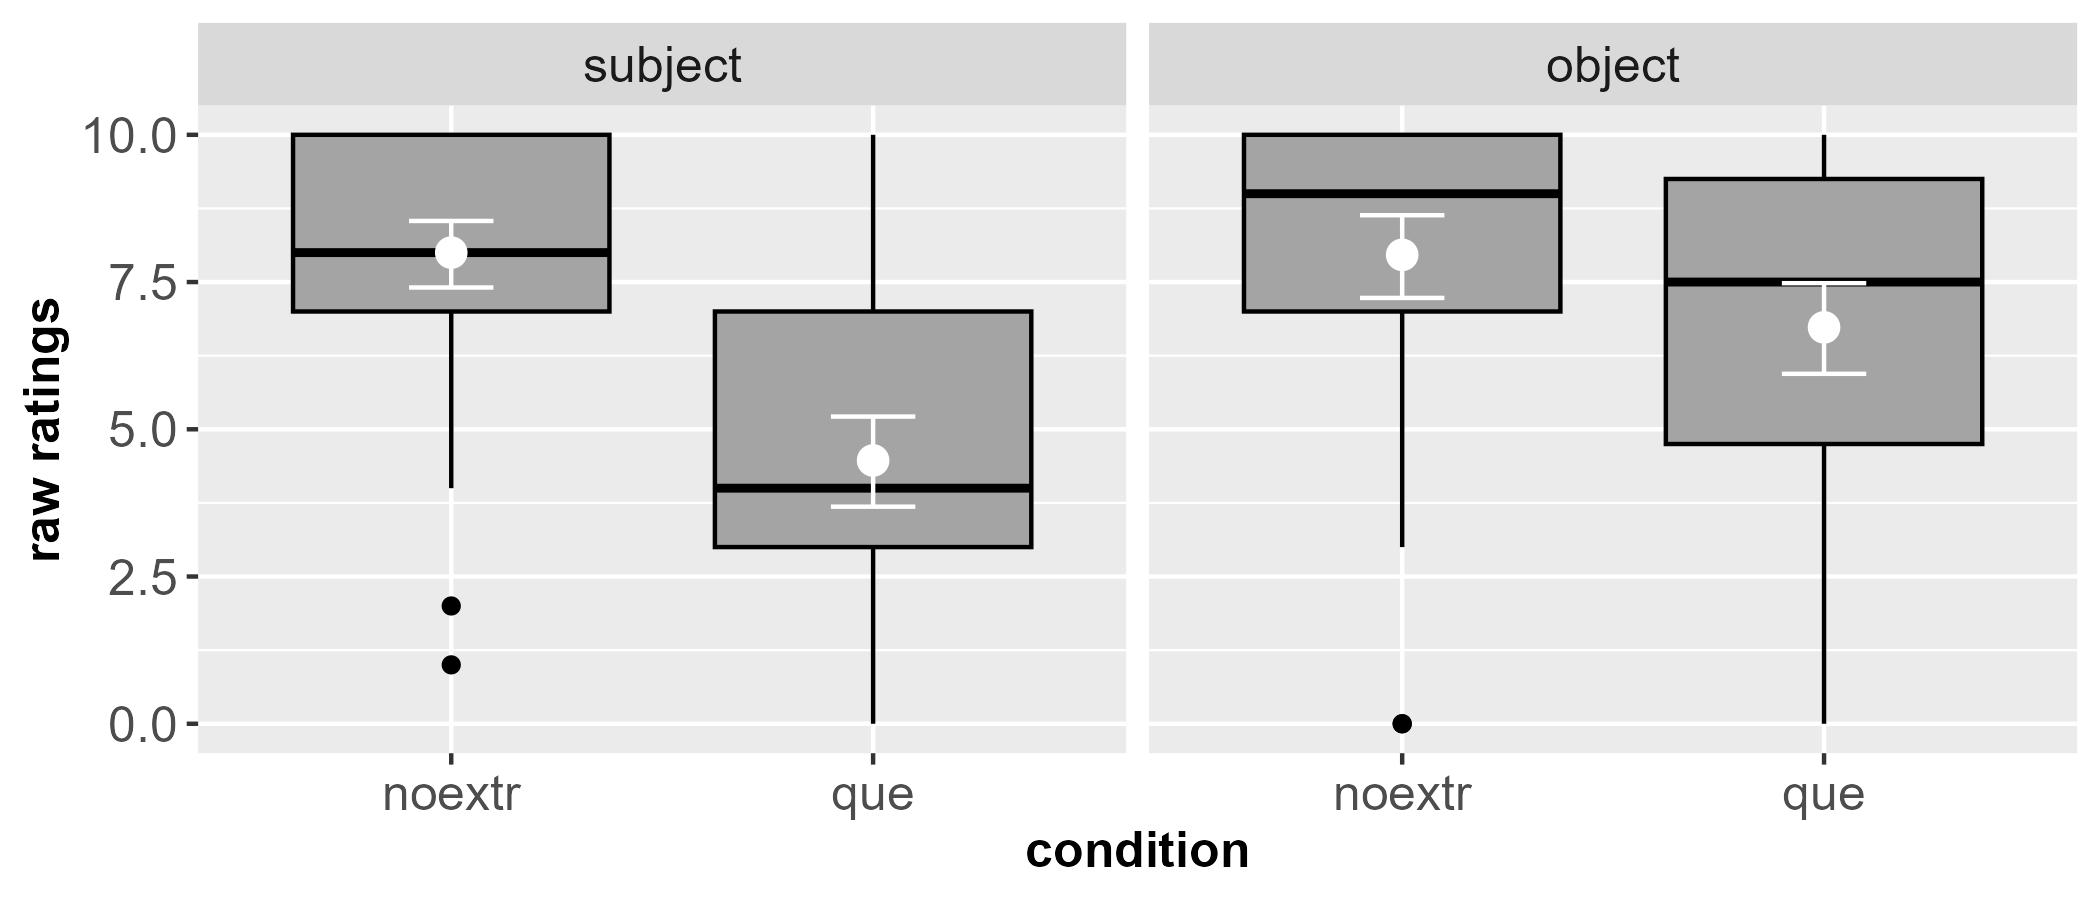 subject
object
10.0
7.5
5.0
2.5
0.0
raw ratings
noextr
que
noextr
que
condition